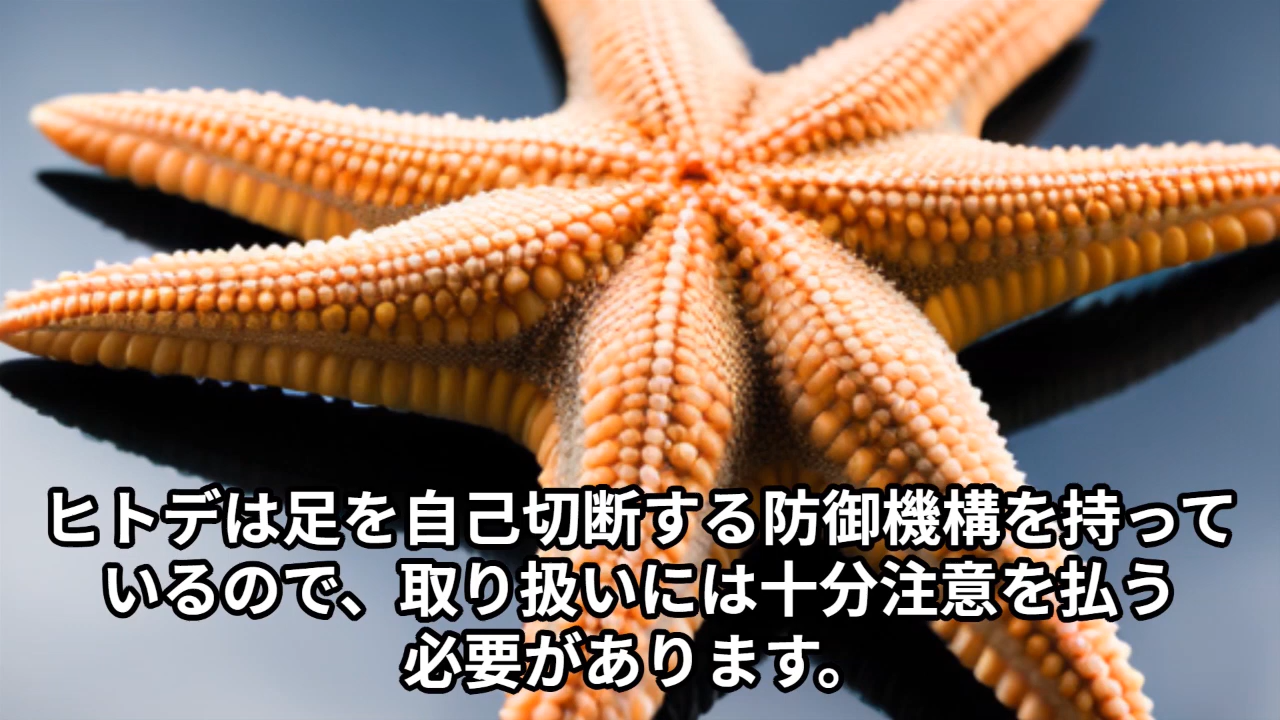 ヒトデは足を自己切断する防御機構を持って
いるので、取り扱いには十分注意を払う
必要があります。